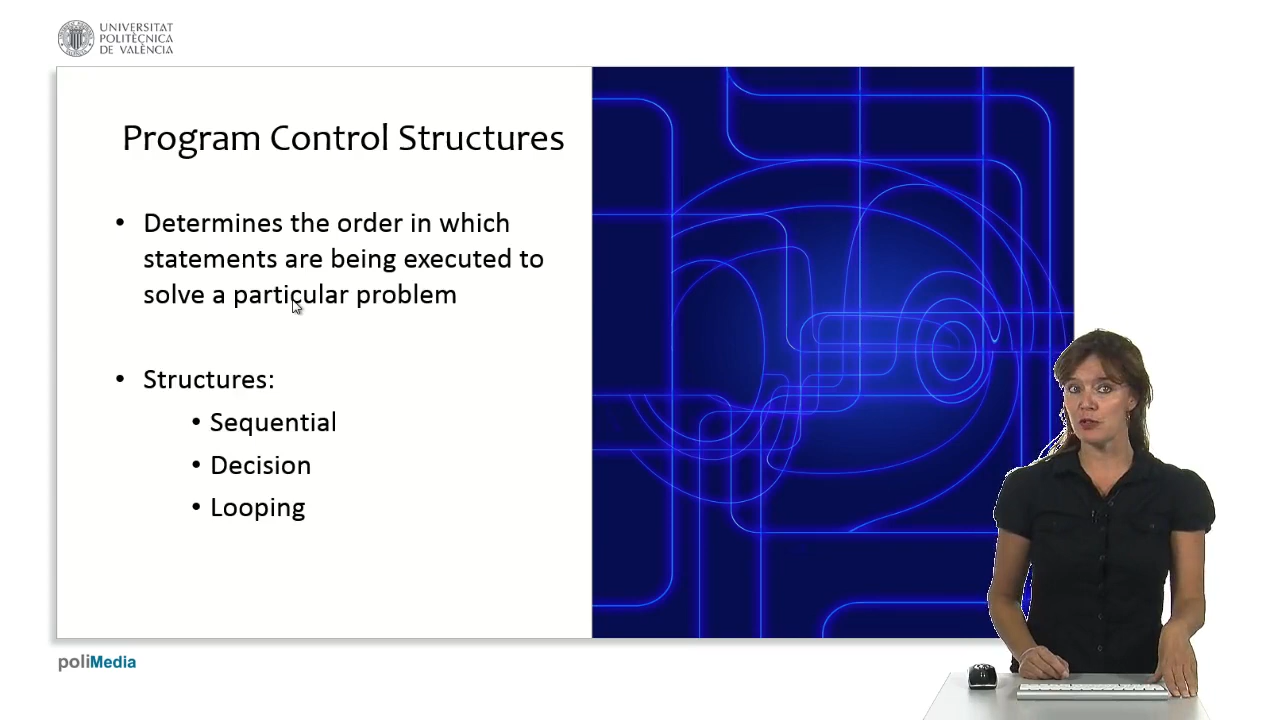 UNIVERSITAT
POLITÈCNICA
DE VALÈNCIA
Program Control Structures
• Determines the order in which
statements are being executed to
solve a particular problem
• Structures:
• Sequential
• Decision
• Looping
poliMedia